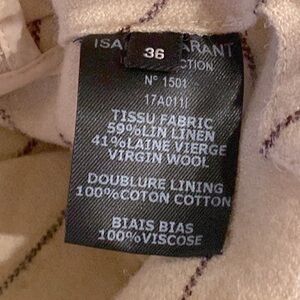 ISA ARANT
36
CTION
N° 1501
17A011I
TISSU FABRIC
59%LIN LINEN
41%LAINE VIERGE
VIRGIN WOOL
DOUBLURE LINING
100%COTON COTTON
BIAIS BIAS
100%VISCOSE